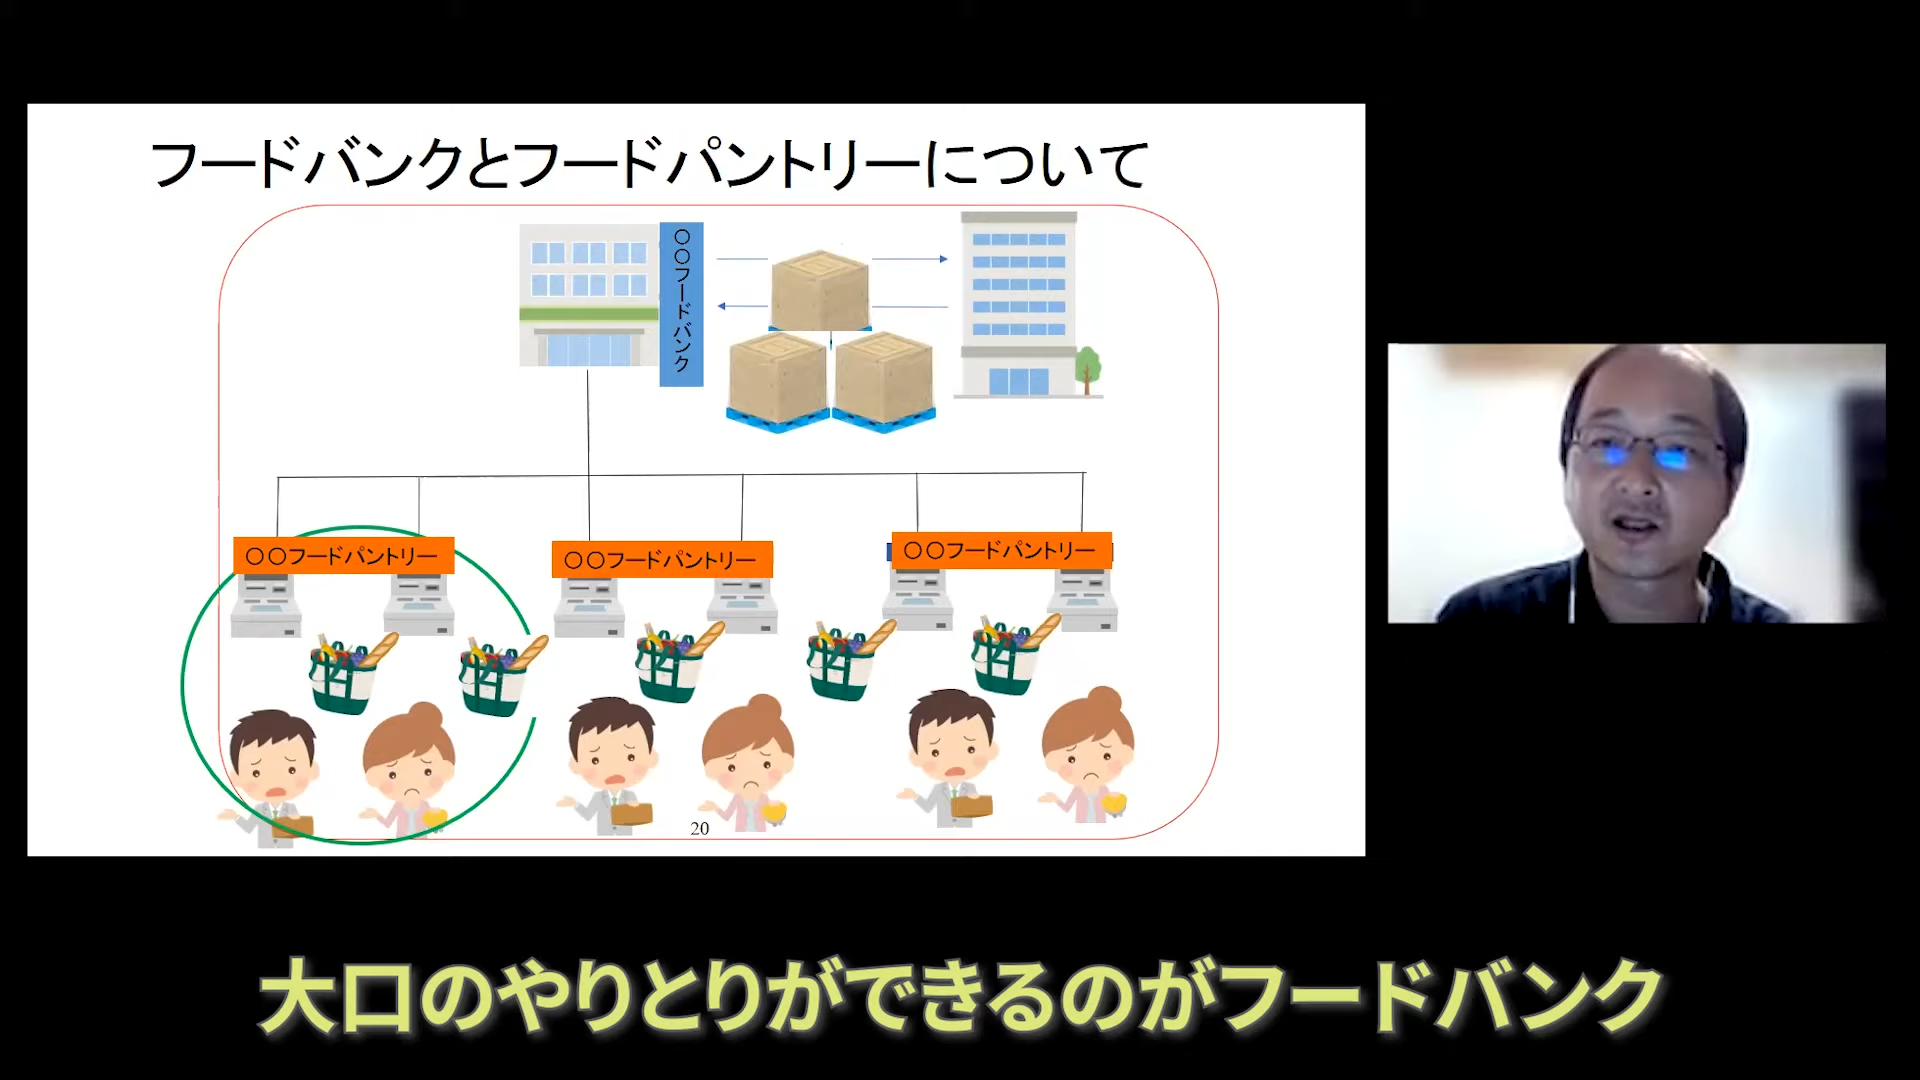 フードバンクとフードパントリーについて
〇〇フードバンク
〇〇フードパントリー
〇〇フードパントリー
〇〇フードパントリー
20
大口のやりとりができるのがフードバンク